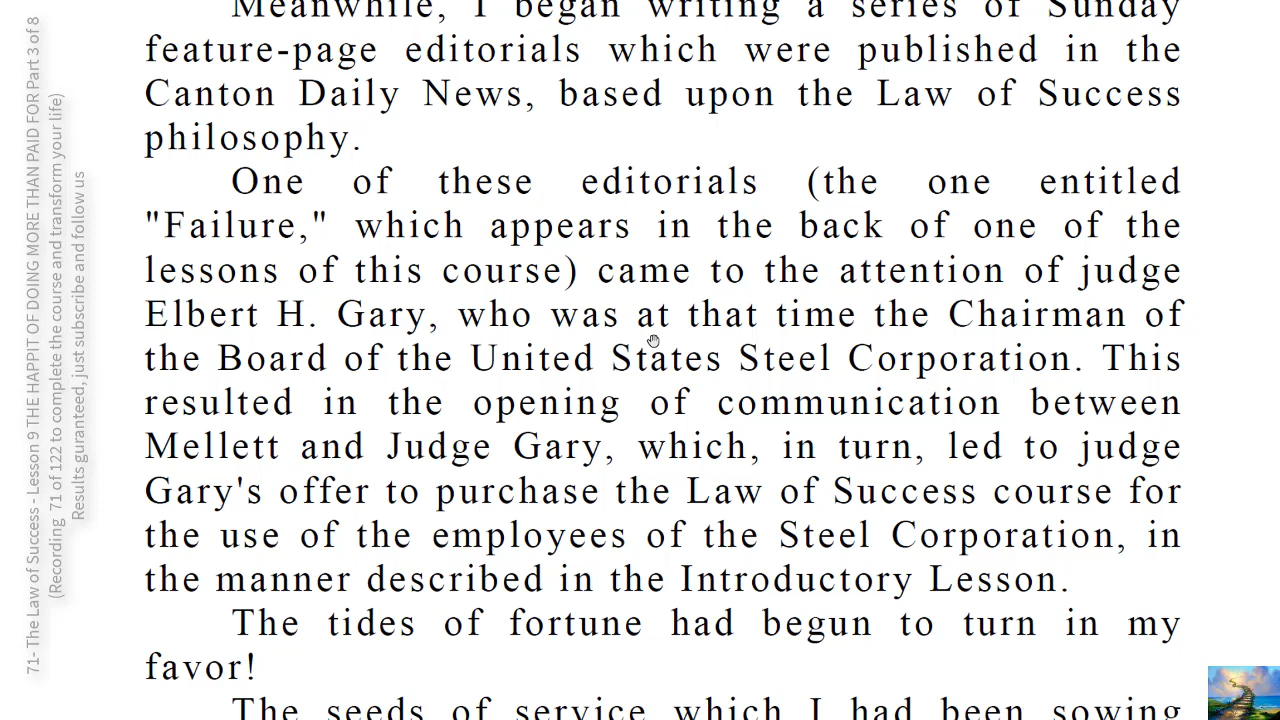 Meanwhile, I began writing a series of Sunday
feature-page editorials which were published in the
Canton Daily News, based upon the Law of Success
philosophy.
One of these editorials (the one entitled
"Failure," which appears in the back of one of the
lessons of this course) came to the attention of judge
Elbert H. Gary, who was at that time the Chairman of
the Board of the United States Steel Corporation. This
resulted in the opening of communication between
Mellett and Judge Gary, which, in turn, led to judge
Gary's offer to purchase the Law of Success course for
the use of the employees of the Steel Corporation, in
the manner described in the Introductory Lesson.
The tides of fortune had begun to turn in my
favor!
The seeds of service which I had been sowing
71- The Law of Success - Lesson 9 THE HAPPIT OF DOING MORE THAN PAID FOR Part 3 of 8
(Recording 71 of 122 to complete the course and transform your life)
Results guranteed, just subscribe and follow us